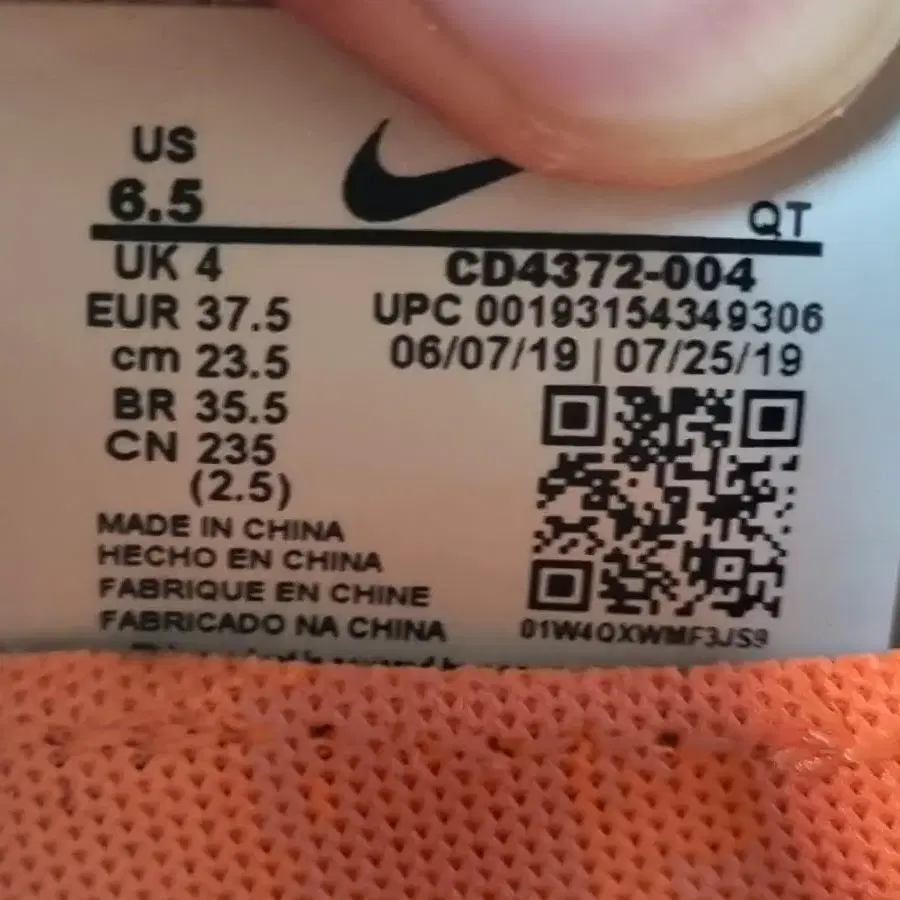 US
6.5
QT
UK 4
CD4372-004
EUR 37.5
UPC 00193154349306
cm 23.5
06/07/19 | 07/25/19
BR 35.5
CN 235
(2.5)
MADE IN CHINA
HECHO EN CHINA
FABRIQUE EN CHINE
FABRICADO NA CHINA
01W4QXWMF3JS9